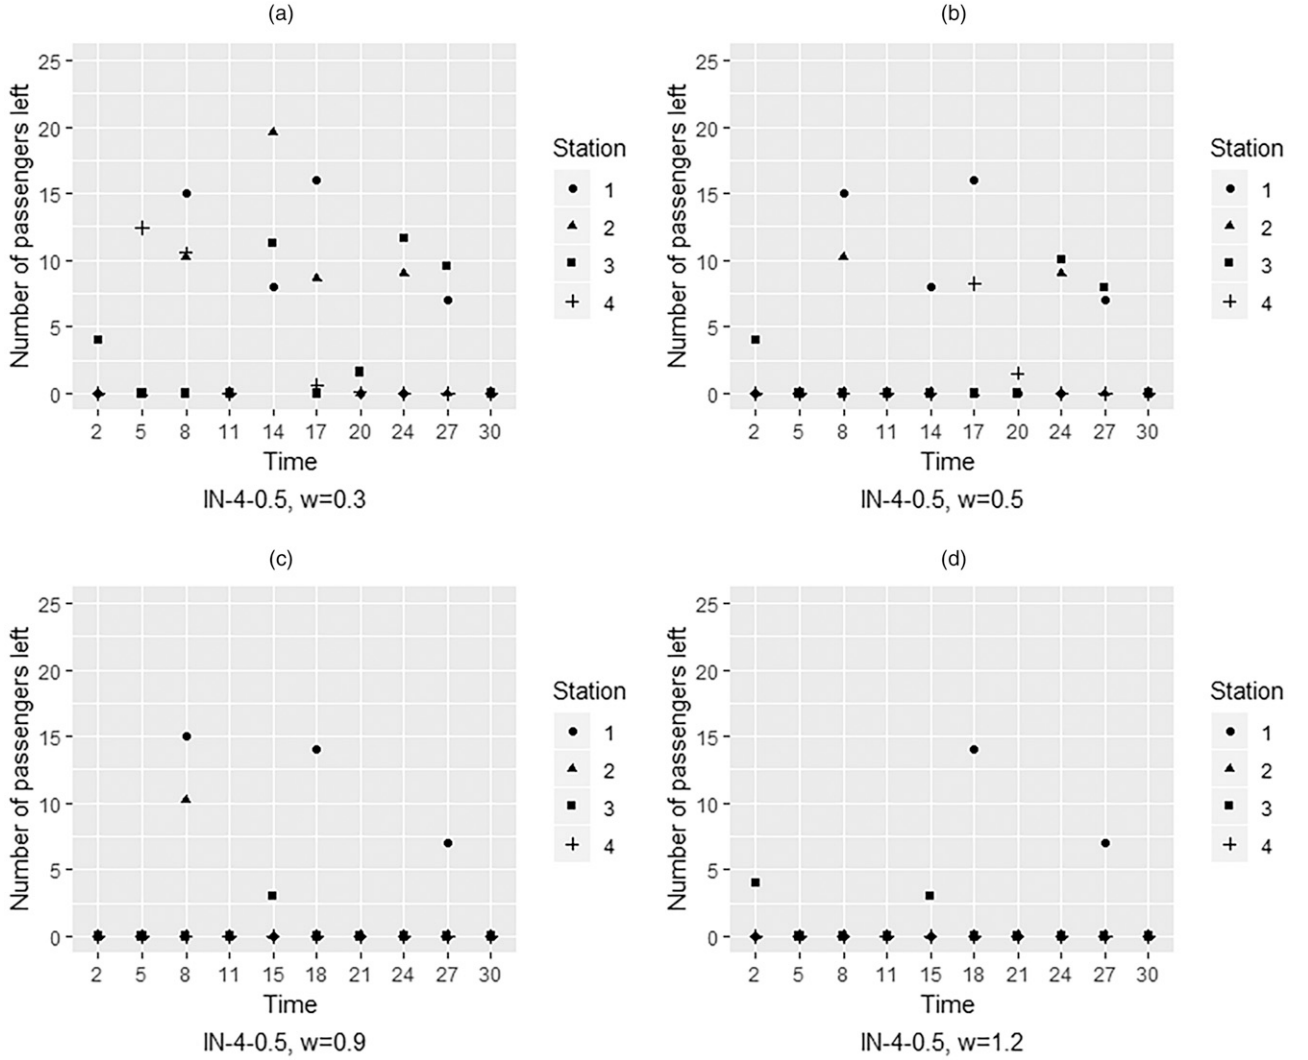 (a)
Number of passengers left
25
20
15
10
5
0
2 5 8 11 14 17 20 24 27 30
Time
IN-4-0.5, w=0.3
Station
1
2
3
4
(b)
Number of passengers left
25
20
15
10
5
0
2 5 8 11 14 17 20 24 27 30
Time
IN-4-0.5, w=0.5
Station
1
2
3
4
(c)
Number of passengers left
25
20
15
10
5
0
2 5 8 11 15 18 21 24 27 30
Time
IN-4-0.5, w=0.9
Station
1
2
3
4
(d)
Number of passengers left
25
20
15
10
5
0
2 5 8 11 15 18 21 24 27 30
Time
IN-4-0.5, w=1.2
Station
1
2
3
4